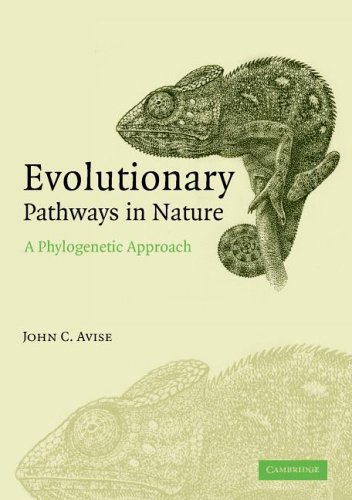 Evolutionary
Pathways in Nature
A Phylogenetic Approach
JOHN C. AVISE
CAMBRIDGE